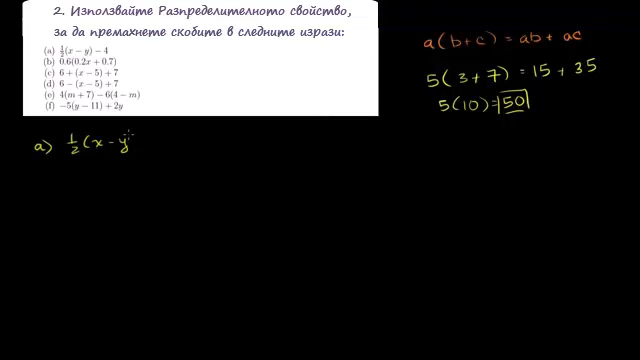 2. Използвайте Разпределителното свойство,
за да премахнете скобите в следните изрази:
(a) ½(x − y) − 4
(b) 0.6(0.2x + 0.7)
(c) 6 + (x − 5) + 7
(d) 6 − (x − 5) + 7
(e) 4(m + 7) − 6(4 − m)
(f) −5(y − 11) + 2y
a(b+c) = ab + ac
5(3+7) = 15 + 35
5(10) = 50
a) ½(x − y